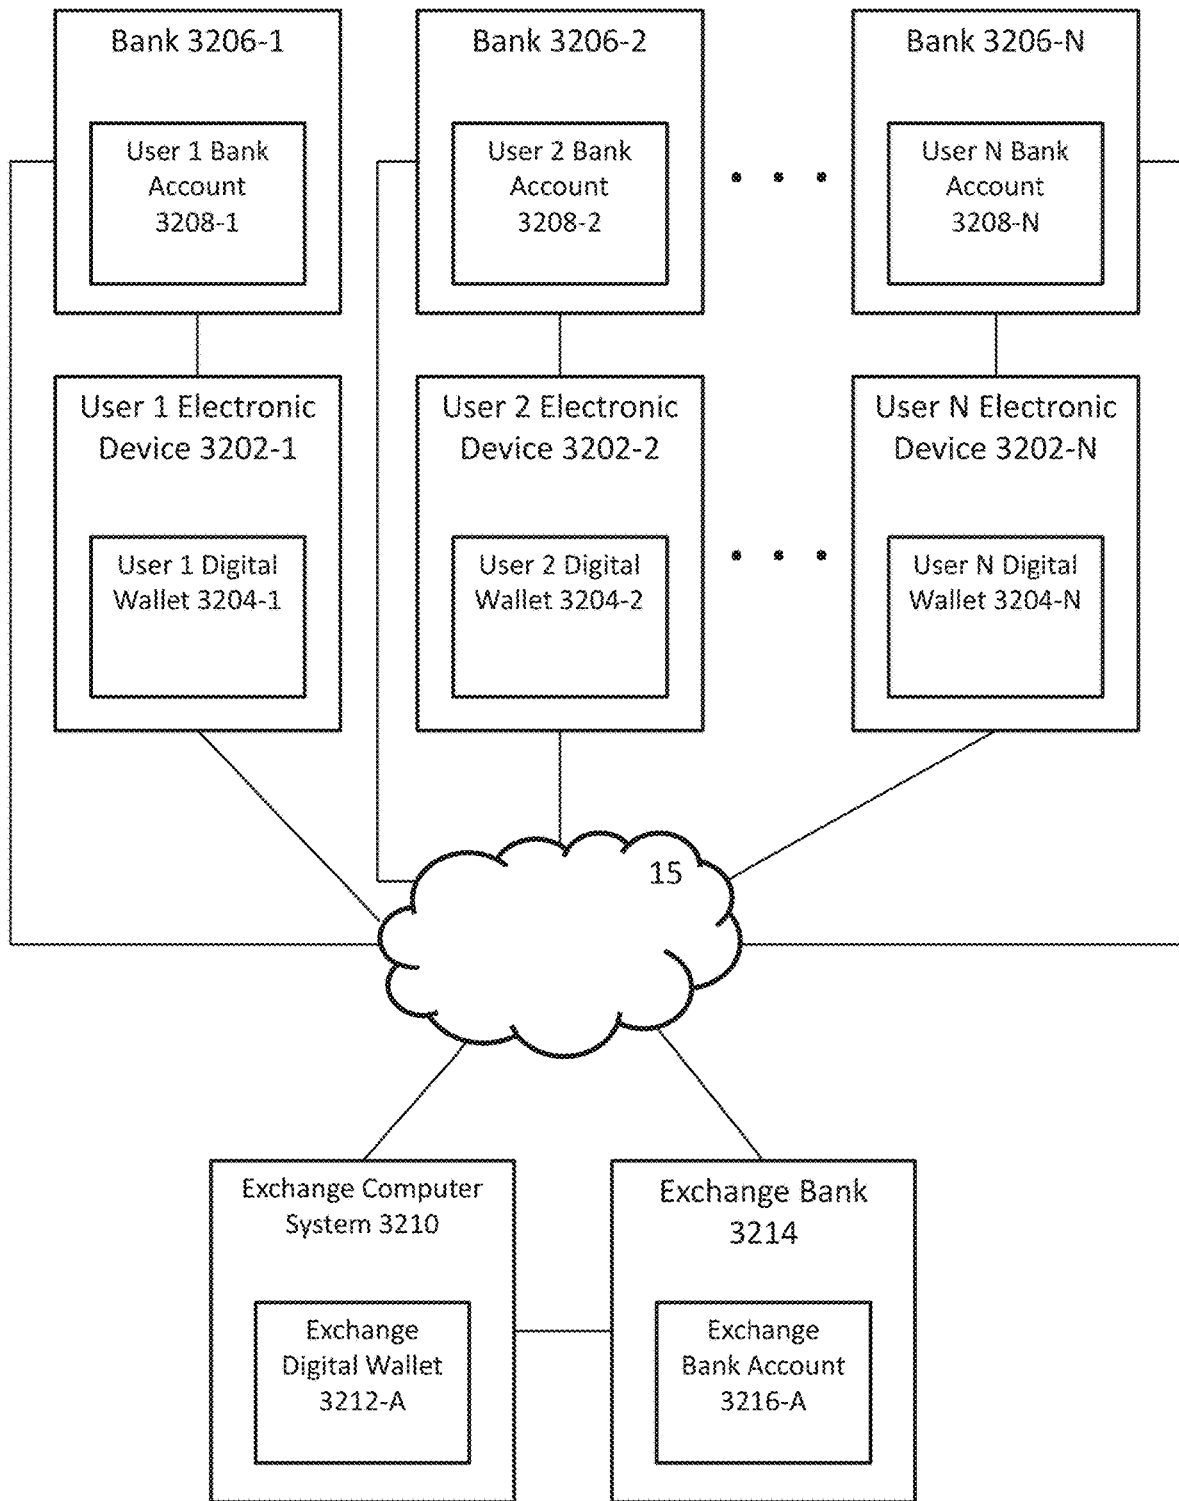 Bank 3206-1
User 1 Bank
Account
3208-1
Bank 3206-2
User 2 Bank
Account
3208-2
Bank 3206-N
User N Bank
Account
3208-N
User 1 Electronic
Device 3202-1
User 1 Digital
Wallet 3204-1
User 2 Electronic
Device 3202-2
User 2 Digital
Wallet 3204-2
User N Electronic
Device 3202-N
User N Digital
Wallet 3204-N
15
Exchange Computer
System 3210
Exchange
Digital Wallet
3212-A
Exchange Bank
3214
Exchange
Bank Account
3216-A